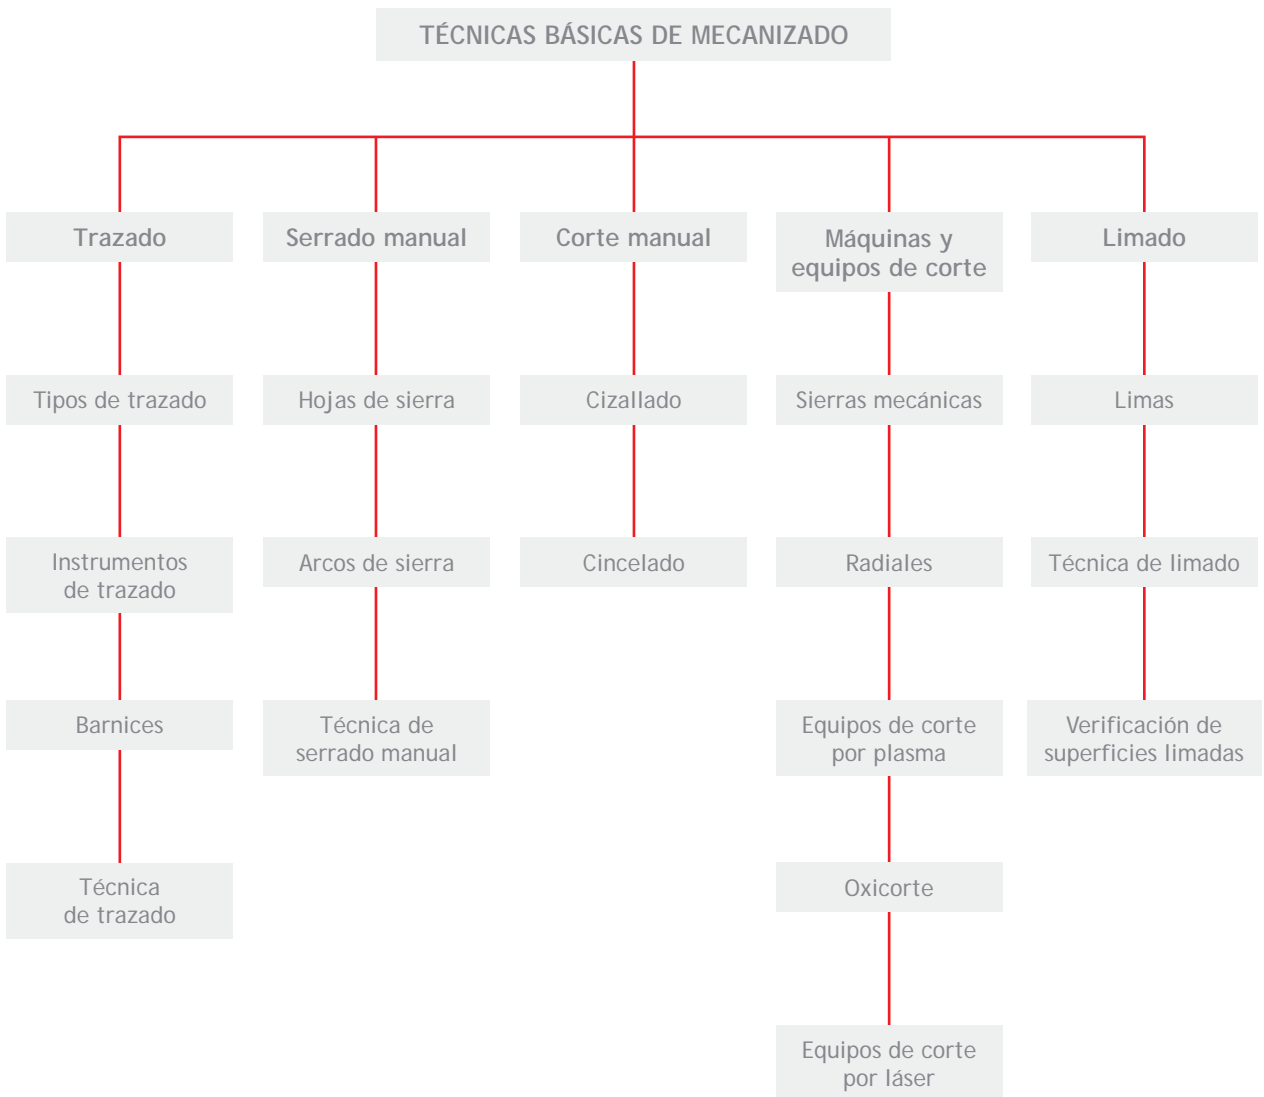 TÉCNICAS BÁSICAS DE MECANIZADO
Trazado
Tipos de trazado
Instrumentos
de trazado
Barnices
Técnica
de trazado
Serrado manual
Hojas de sierra
Arcos de sierra
Técnica de
serrado manual
Corte manual
Cizallado
Cincelado
Máquinas y
equipos de corte
Sierras mecánicas
Radiales
Equipos de corte
por plasma
Oxicorte
Equipos de corte
por láser
Limado
Limas
Técnica de limado
Verificación de
superficies limadas